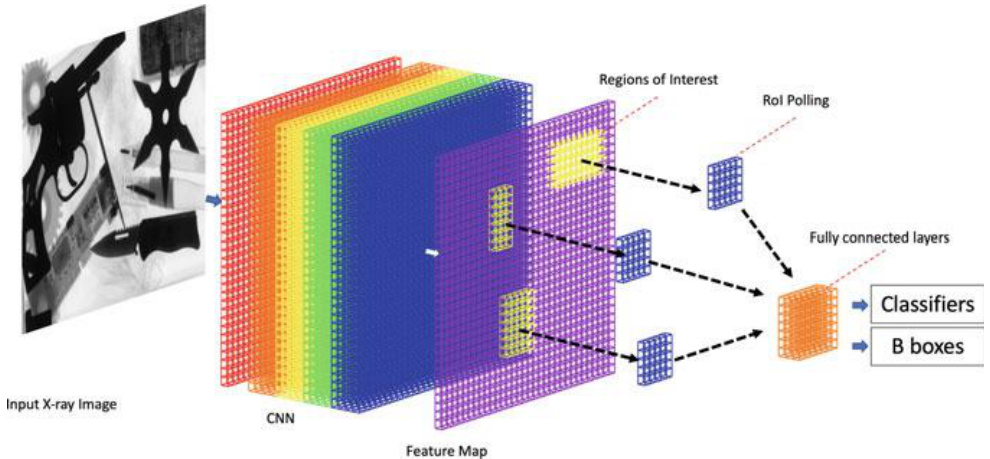 Regions of Interest
RoI Polling
Fully connected layers
Classifiers
B boxes
Input X-ray Image
CNN
Feature Map